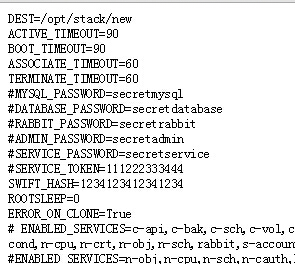 DEST=/opt/stack/new
ACTIVE_TIMEOUT=90
BOOT_TIMEOUT=90
ASSOCIATE_TIMEOUT=60
TERMINATE_TIMEOUT=60
#MYSQL_PASSWORD=secretmysql
#DATABASE_PASSWORD=secretdatabase
#RABBIT_PASSWORD=secretrabbit
#ADMIN_PASSWORD=secretadmin
#SERVICE_PASSWORD=secretservice
#SERVICE_TOKEN=111222333444
SWIFT_HASH=1234123412341234
ROOTSLEEP=0
ERROR_ON_CLONE=True
# ENABLED_SERVICES=c-api,c-bak,c-sch,c-vol,c
cond,n-cpu,n-crt,n-obj,n-sch,rabbit,s-accoun
#ENABLED_SERVICES=n-obj,n-cpu,n-sch,n-cauth,